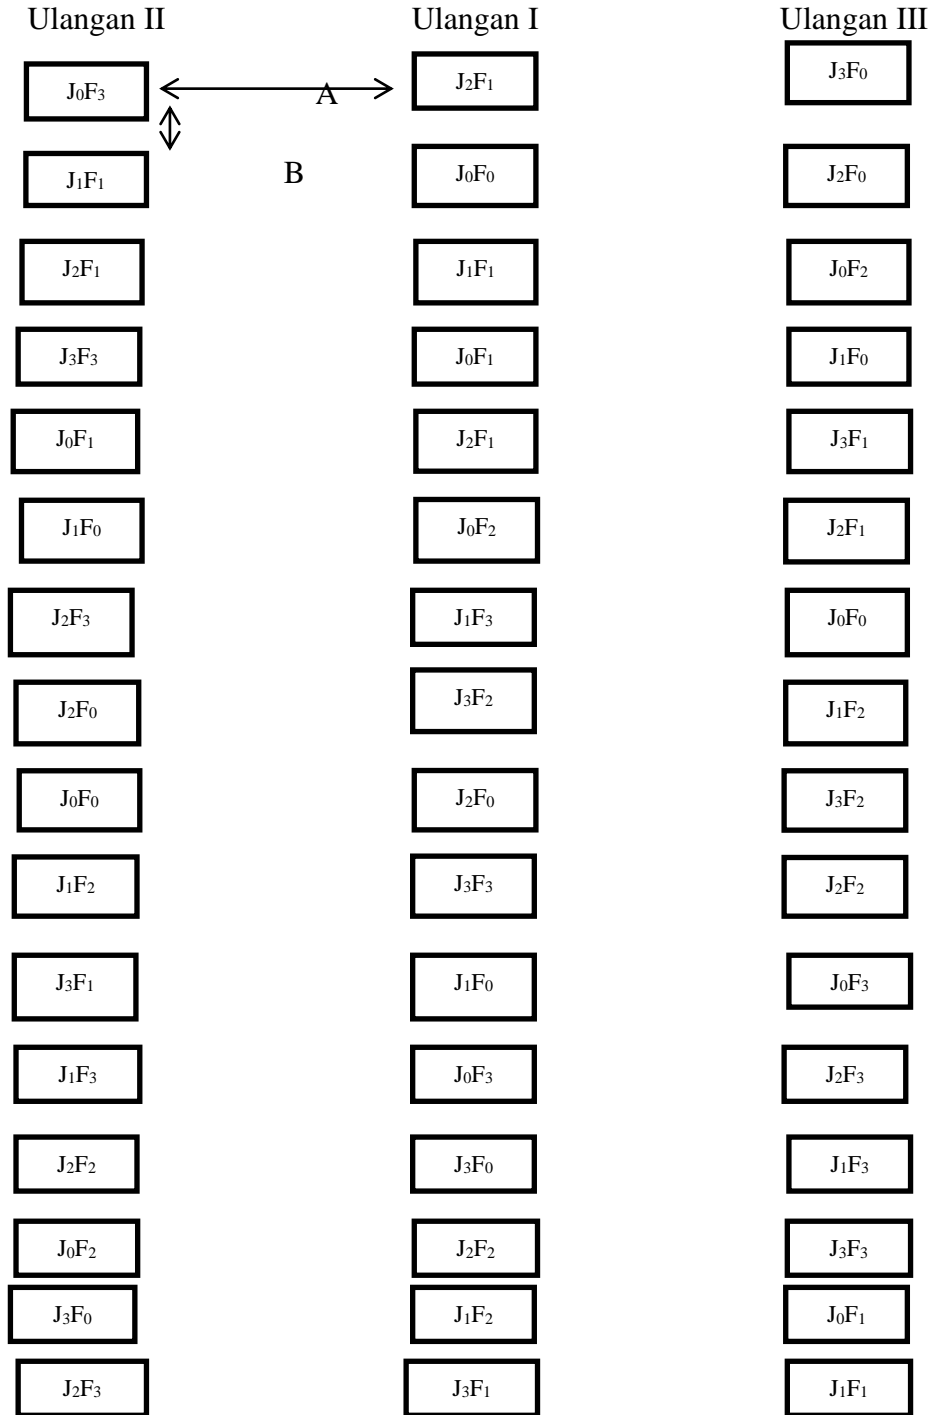 Ulangan II Ulangan I Ulangan III
J₀F₃ A J₂F₁ J₃F₀
J₁F₁ B J₀F₀ J₂F₀
J₂F₁ J₁F₁ J₀F₂
J₃F₃ J₀F₁ J₁F₀
J₀F₁ J₂F₁ J₃F₁
J₁F₀ J₀F₂ J₂F₁
J₂F₃ J₁F₃ J₀F₀
J₂F₀ J₃F₂ J₁F₂
J₀F₀ J₂F₀ J₃F₂
J₁F₂ J₃F₃ J₂F₂
J₃F₁ J₁F₀ J₀F₃
J₁F₃ J₀F₃ J₂F₃
J₂F₂ J₃F₀ J₁F₃
J₀F₂ J₂F₂ J₃F₃
J₃F₀ J₁F₂ J₀F₁
J₂F₃ J₃F₁ J₁F₁